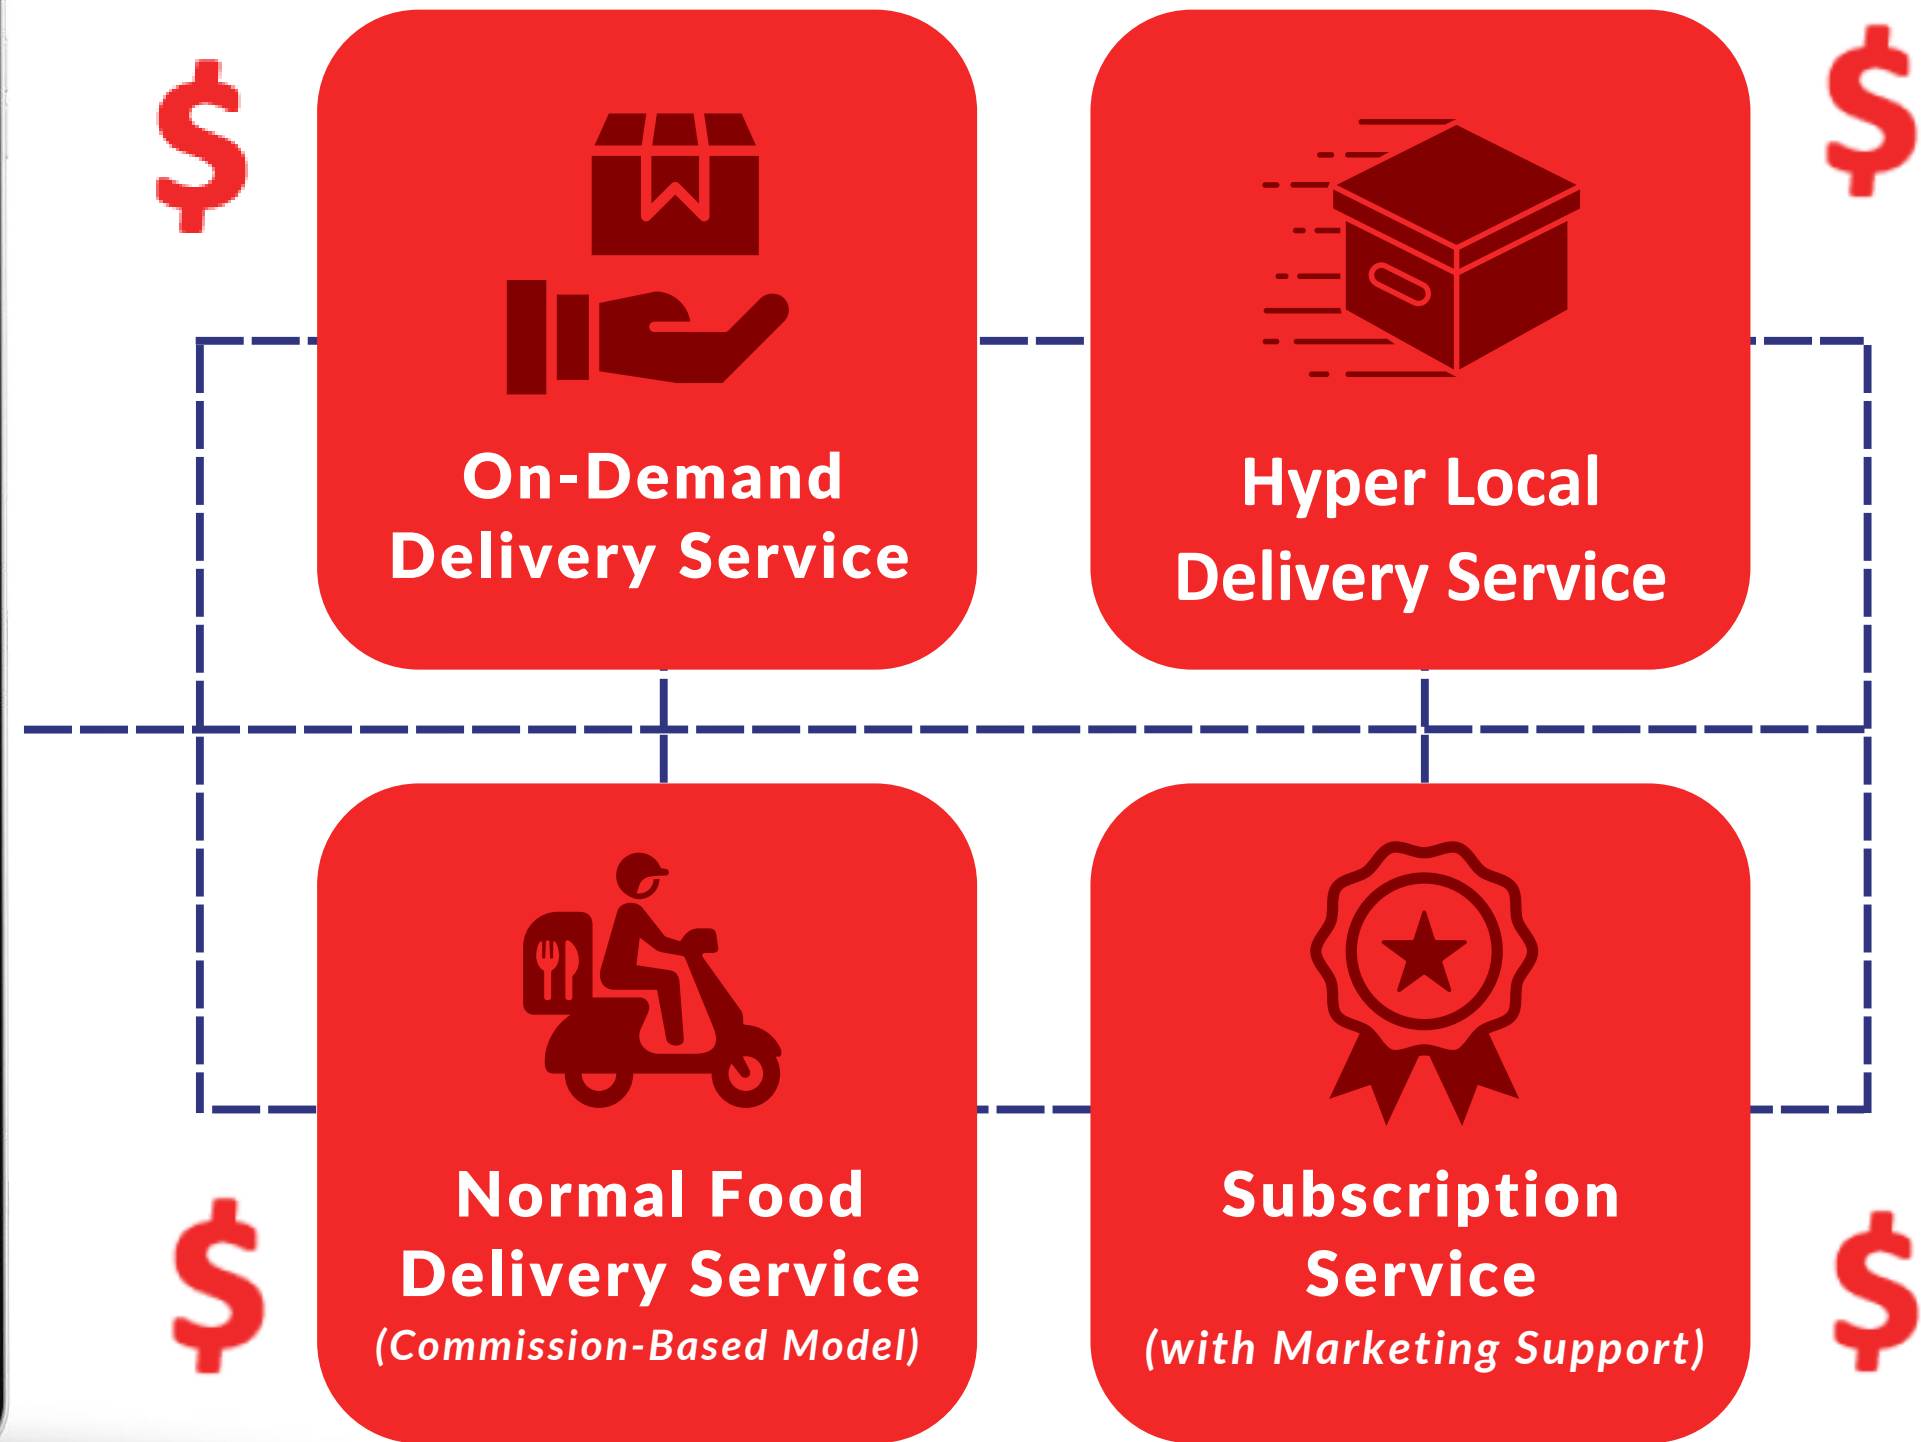 $
$
On-Demand
Delivery Service
Hyper Local
Delivery Service
Normal Food
Delivery Service
(Commission-Based Model)
Subscription
Service
(with Marketing Support)
$
$